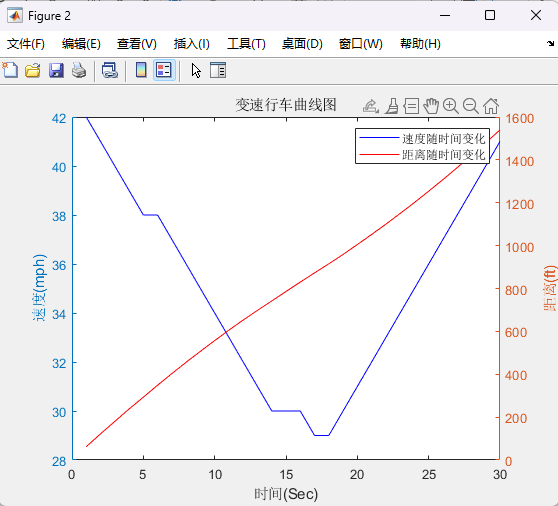 Figure 2
文件(F) 编辑(E) 查看(V) 插入(I) 工具(T) 桌面(D) 窗口(W) 帮助(H)
变速行车曲线图
速度随时间变化
距离随时间变化
速度(mph)
42
40
38
36
34
32
30
28
1600
1400
1200
1000
800
600
400
200
0
距离(ft)
0 5 10 15 20 25 30
时间(Sec)